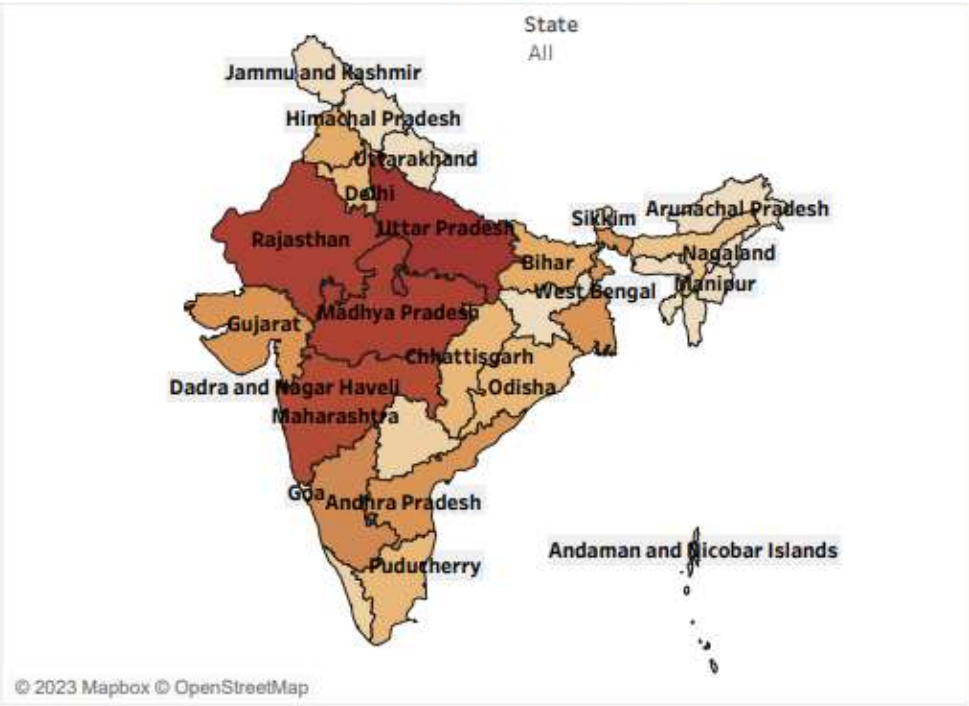 State
All
Jammu and Kashmir
Himachal Pradesh
Uttarakhand
Delhi
Sikkim
Arunachal Pradesh
Uttar Pradesh
Rajasthan
Nagaland
Bihar
Manipur
West Bengal
Madhya Pradesh
Gujarat
Chhattisgarh
Dadra and Nagar Haveli
Odisha
Maharashtra
Goa
Andhra Pradesh
Andaman and Nicobar Islands
Puducherry
© 2023 Mapbox © OpenStreetMap